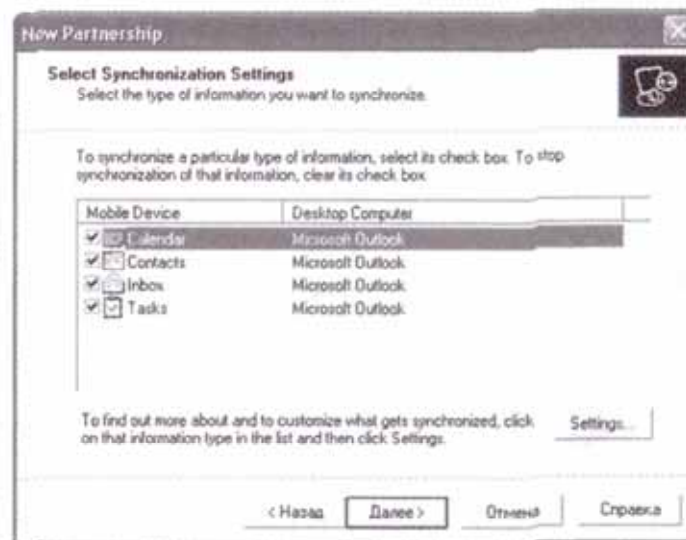 New Partnership
Select Synchronization Settings
Select the type of information you want to synchronize.
To synchronize a particular type of information, select its check box. To stop
synchronization of that information, clear its check box
Mobile Device Desktop Computer
Calendar Microsoft Outlook
Contacts Microsoft Outlook
Inbox Microsoft Outlook
Tasks Microsoft Outlook
To find out more about and to customize what gets synchronized, click
on that information type in the list and then click Settings.
Settings...
< Назад Далее > Отмена Справка